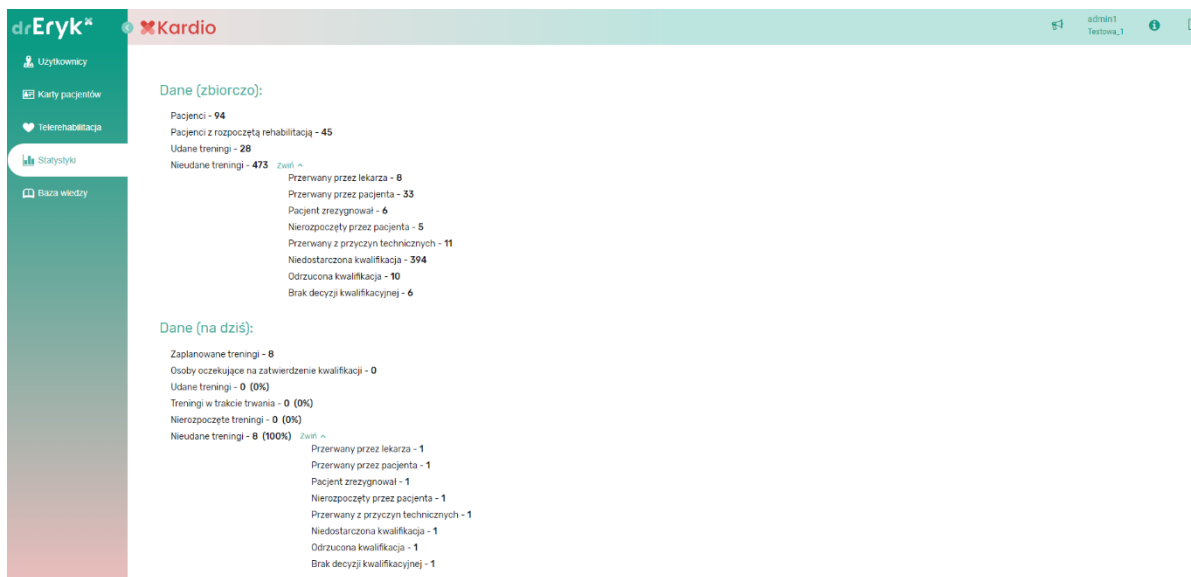 drEryk
Kardio
admin1
Testowa_1
Użytkownicy
Karty pacjentów
Telerehabilitacja
Statystyki
Baza wiedzy
Dane (zbiorczo):
Pacjenci - 94
Pacjenci z rozpoczętą rehabilitacją - 45
Udane treningi - 28
Nieudane treningi - 473 Zwiń
Przerwany przez lekarza - 8
Przerwany przez pacjenta - 33
Pacjent zrezygnował - 6
Nierozpoczęty przez pacjenta - 5
Przerwany z przyczyn technicznych - 11
Niedostarczona kwalifikacja - 394
Odrzucona kwalifikacja - 10
Brak decyzji kwalifikacyjnej - 6
Dane (na dziś):
Zaplanowane treningi - 8
Osoby oczekujące na zatwierdzenie kwalifikacji - 0
Udane treningi - 0 (0%)
Treningi w trakcie trwania - 0 (0%)
Nierozpoczęte treningi - 0 (0%)
Nieudane treningi - 8 (100%) Zwiń
Przerwany przez lekarza - 1
Przerwany przez pacjenta - 1
Pacjent zrezygnował - 1
Nierozpoczęty przez pacjenta - 1
Przerwany z przyczyn technicznych - 1
Niedostarczona kwalifikacja - 1
Odrzucona kwalifikacja - 1
Brak decyzji kwalifikacyjnej - 1